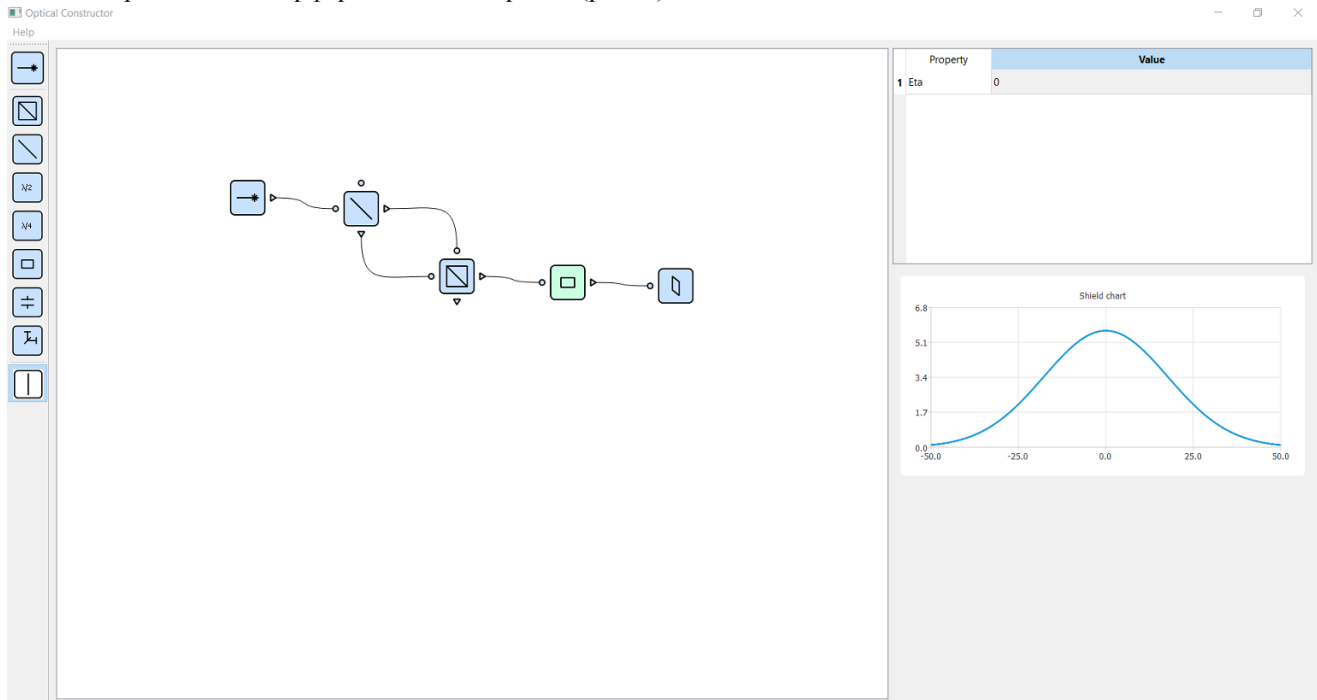 Optical Constructor
Help
λ/2
λ/4
Property Value
1 Eta 0
Shield chart
6.8
5.1
3.4
1.7
0.0
-50.0 -25.0 0.0 25.0 50.0